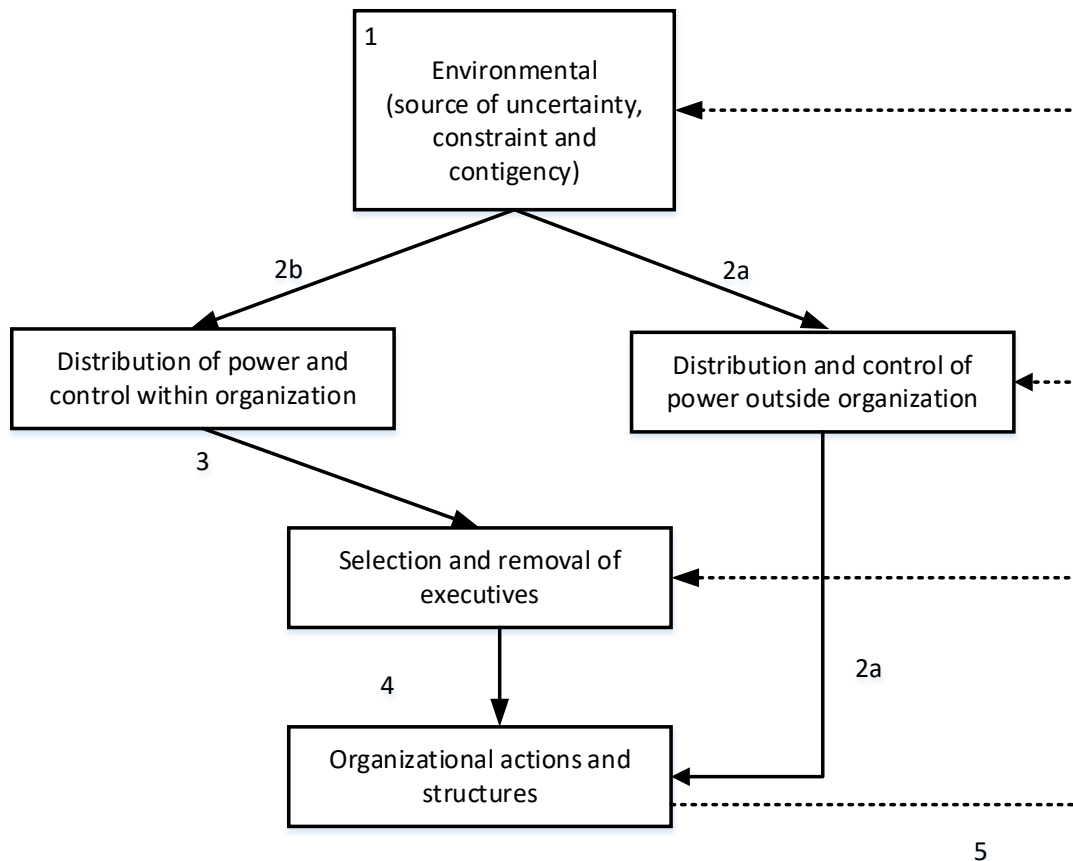 1
Environmental
(source of uncertainty,
constraint and
contigency)
2b
2a
Distribution of power and
control within organization
Distribution and control of
power outside organization
3
Selection and removal of
executives
2a
4
Organizational actions and
structures
5